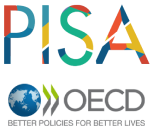 PISA
OECD
BETTER POLICIES FOR BETTER LIVES